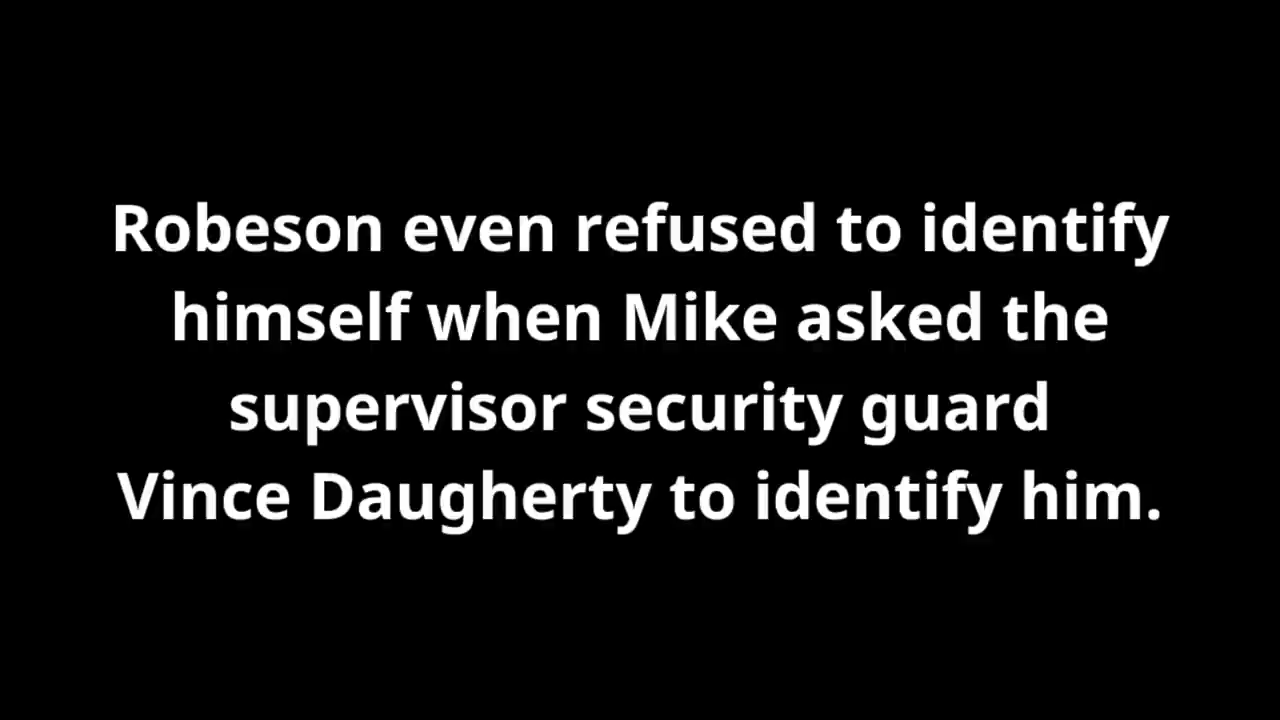 Robeson even refused to identify
himself when Mike asked the
supervisor security guard
Vince Daugherty to identify him.